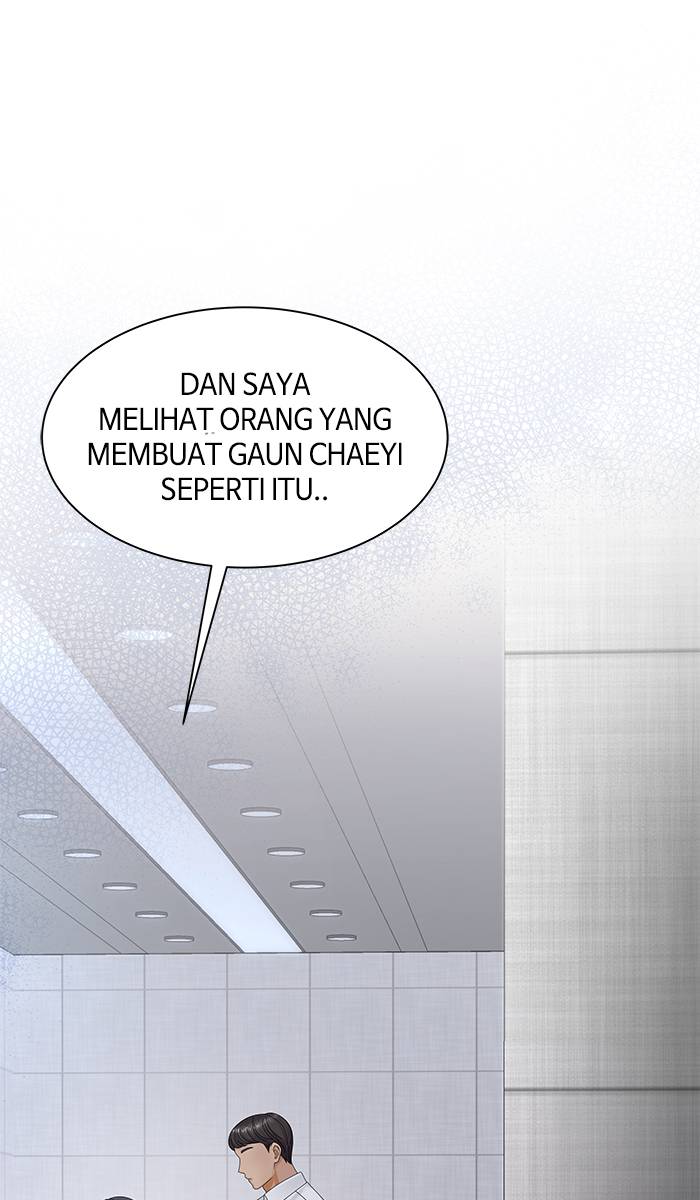 DAN SAYA
MELIHAT ORANG YANG
MEMBUAT GAUN CHAEYI
SEPERTI ITU..